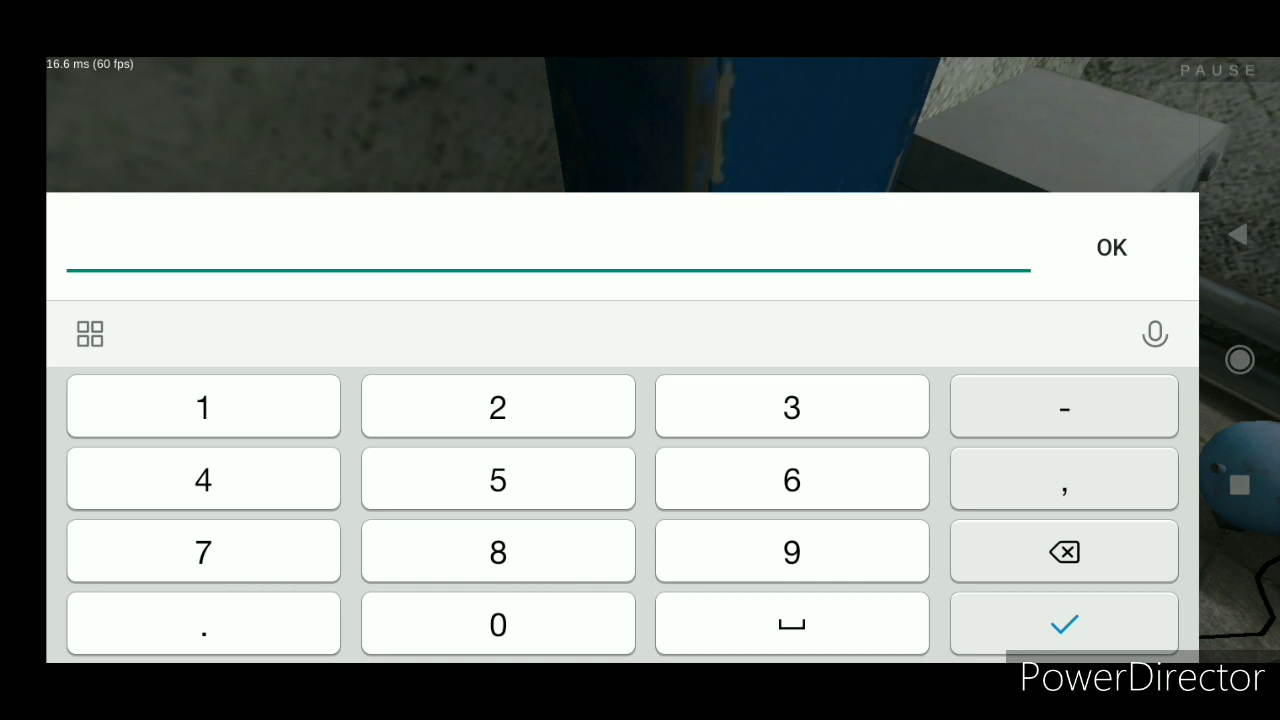 16.6 ms (60 fps)
PAUSE
OK
1 2 3 -
4 5 6 ,
7 8 9
. 0
PowerDirector